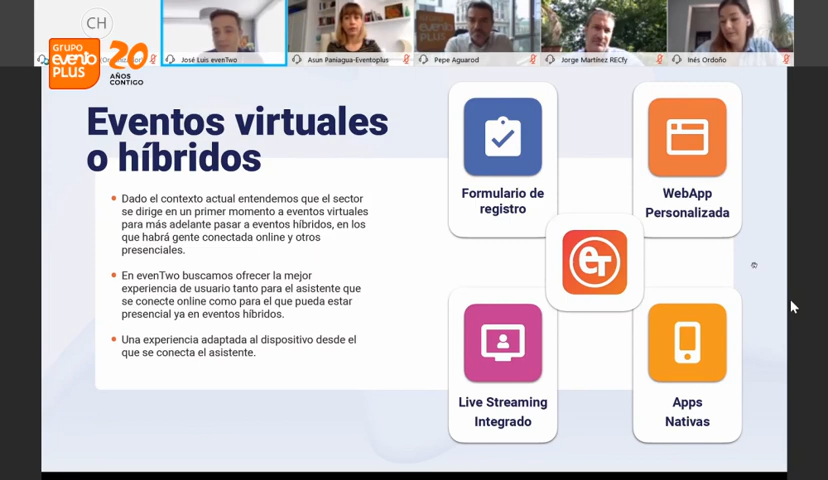 CH
GRUPO
evento
PLUS
20
AÑOS
CONTIGO
José Luis evenTwo
Asun Paniagua-Eventoplus
Pepe Aguarod
Jorge Martínez RECfy
Inés Ordoño
Eventos virtuales
o híbridos
Dado el contexto actual entendemos que el sector
se dirige en un primer momento a eventos virtuales
para más adelante pasar a eventos híbridos, en los
que habrá gente conectada online y otros
presenciales.
En evenTwo buscamos ofrecer la mejor
experiencia de usuario tanto para el asistente que
se conecte online como para el que pueda estar
presencial ya en eventos híbridos.
Una experiencia adaptada al dispositivo desde el
que se conecta el asistente.
Formulario de
registro
WebApp
Personalizada
eT
Live Streaming
Integrado
Apps
Nativas